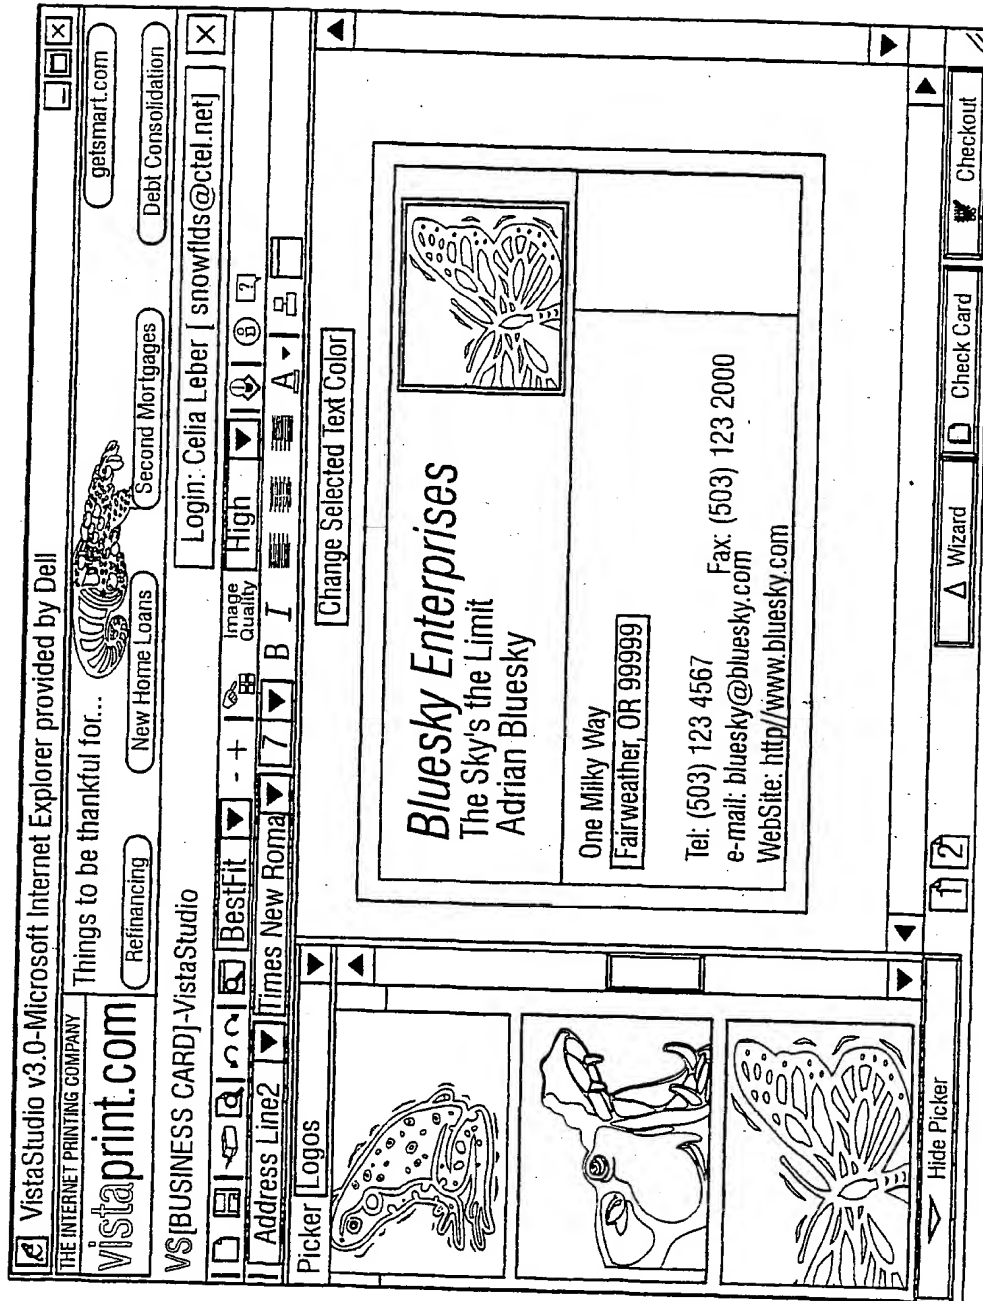 VistaStudio v3.0-Microsoft Internet Explorer provided by Dell
THE INTERNET PRINTING COMPANY
vistaprint.com
Things to be thankful for...
getsmart.com
Refinancing
New Home Loans
Second Mortgages
Debt Consolidation
VS[BUSINESS CARD]-VistaStudio
Login: Celia Leber [ snowflds@ctel.net]
BestFit
- +
Image Quality
High
?
Address Line2
Times New Roma
7
B I
A
Picker
Logos
Change Selected Text Color
Bluesky Enterprises
The Sky's the Limit
Adrian Bluesky
One Milky Way
Fairweather, OR 99999
Tel: (503) 123 4567
Fax: (503) 123 2000
e-mail: bluesky@bluesky.com
WebSite: http//www.bluesky.com
Hide Picker
1 2
Wizard
Check Card
Checkout